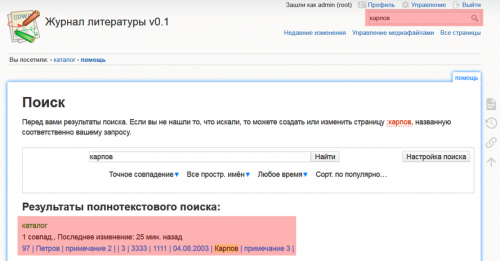 Зашли как admin (root) Профиль Управление Выйти
Журнал литературы v0.1
карпов
Недавние изменения Управление медиафайлами Все страницы
Вы посетили: • каталог • помощь
помощь
Поиск
Перед вами результаты поиска. Если вы не нашли то, что искали, то можете создать или изменить страницу :карпов, названную
соответственно вашему запросу.
карпов Найти Настройка поиска
Точное совпадение▼ Все простр. имён▼ Любое время▼ Сорт. по популярно…
Результаты полнотекстового поиска:
каталог
1 совпад., Последнее изменение: 25 мин. назад
97 | Петров | примечание 2 | | 3 | 3333 | 1111 | 04.08.2003 | Карпов | примечание 3 |